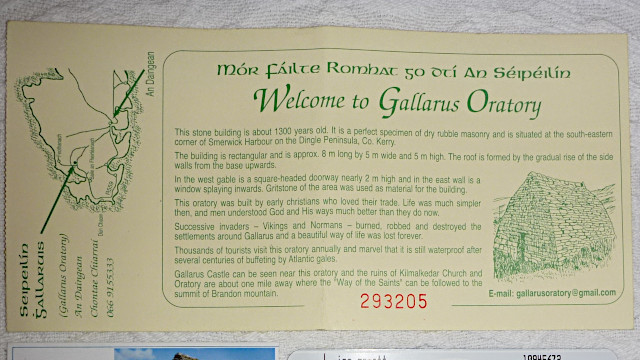 Mór Fáilte Romhat go dtí An Séipéilín
Welcome to Gallarus Oratory
This stone building is about 1300 years old. It is a perfect specimen of dry rubble masonry and is situated at the south-eastern
corner of Smerwick Harbour on the Dingle Peninsula, Co. Kerry.
The building is rectangular and is approx. 8 m long by 5 m wide and 5 m high. The roof is formed by the gradual rise of the side
walls from the base upwards.
In the west gable is a square-headed doorway nearly 2 m high and in the east wall is a
window splaying inwards. Gritstone of the area was used as material for the building.
This oratory was built by early christians who loved their trade. Life was much simpler
then, and men understood God and His ways much better than they do now.
Successive invaders – Vikings and Normans – burned, robbed and destroyed the
settlements around Gallarus and a beautiful way of life was lost forever.
Thousands of tourists visit this oratory annually and marvel that it is still waterproof after
several centuries of buffeting by Atlantic gales.
Gallarus Castle can be seen near this oratory and the ruins of Kilmalkedar Church and
Oratory are about one mile away where the "Way of the Saints" can be followed to the
summit of Brandon mountain.
293205
E-mail: gallarusoratory@gmail.com
An Daingean
Séipéilín
Ghallaruis
(Gallarus Oratory)
An Daingean
Chontae Chiarraí
066 9155333